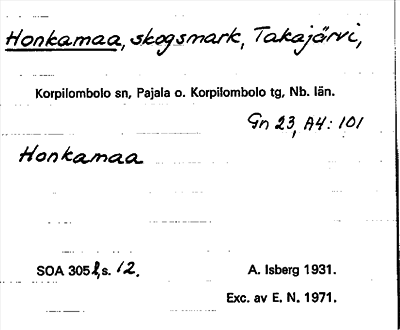 Honkamaa, skogsmark, Takajärvi,
Korpilombolo sn, Pajala o. Korpilombolo tg, Nb. län.
Gn 23, A4: 101
Honkamaa
SOA 305 s. 12.
A. Isberg 1931.
Exc. av E. N. 1971.